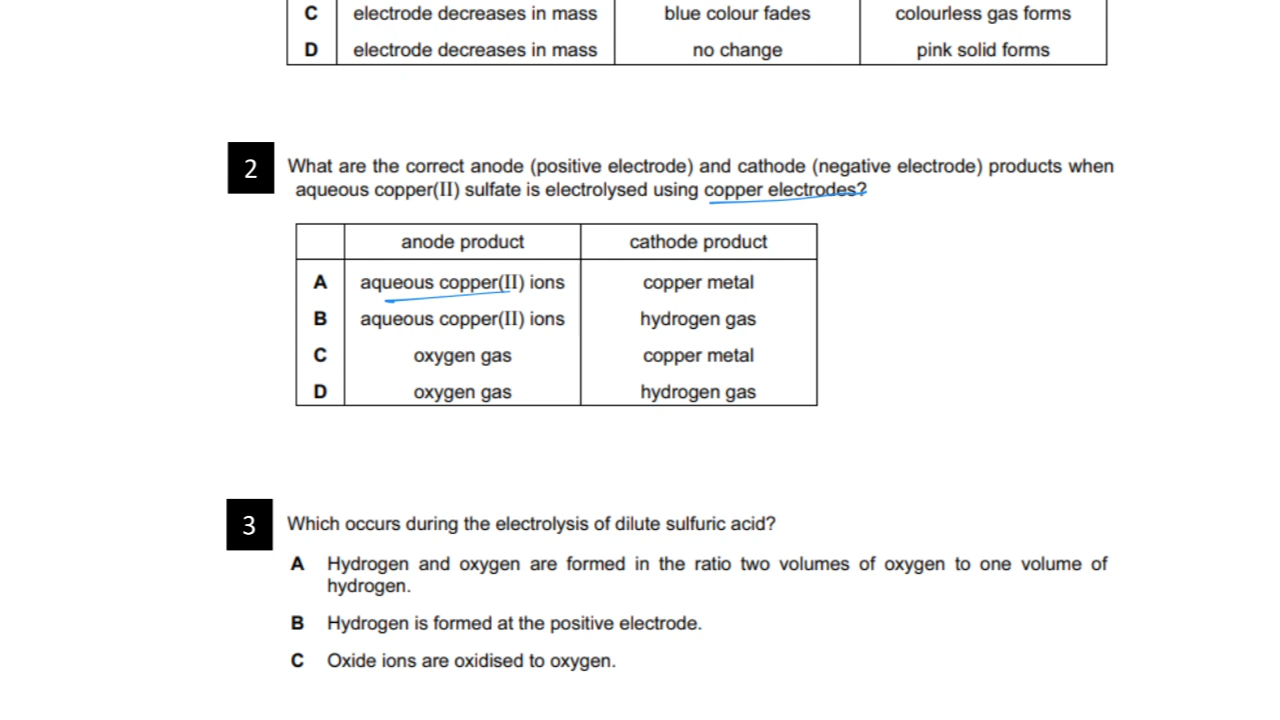 C electrode decreases in mass blue colour fades colourless gas forms
D electrode decreases in mass no change pink solid forms
2 What are the correct anode (positive electrode) and cathode (negative electrode) products when
aqueous copper(II) sulfate is electrolysed using copper electrodes?
anode product cathode product
A aqueous copper(II) ions copper metal
B aqueous copper(II) ions hydrogen gas
C oxygen gas copper metal
D oxygen gas hydrogen gas
3 Which occurs during the electrolysis of dilute sulfuric acid?
A Hydrogen and oxygen are formed in the ratio two volumes of oxygen to one volume of
hydrogen.
B Hydrogen is formed at the positive electrode.
C Oxide ions are oxidised to oxygen.